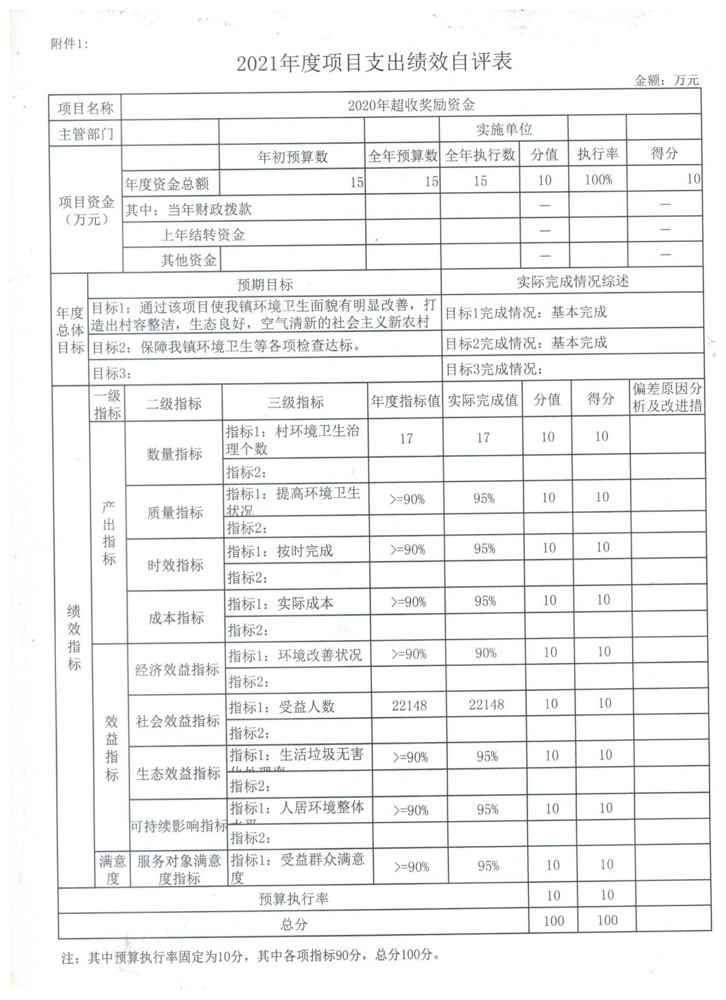 附件1:
2021年度项目支出绩效自评表
金额：万元
项目名称 2020年超收奖励资金
主管部门 实施单位
年初预算数 全年预算数 全年执行数 分值 执行率 得分
项目资金
（万元）
年度资金总额 15 15 15 10 100% 10
其中：当年财政拨款 — —
上年结转资金 — —
其他资金 — —
年度
总体
目标
预期目标 实际完成情况综述
目标1：通过该项目使我镇环境卫生面貌有明显改善，打
造出村容整洁，生态良好，空气清新的社会主义新农村
目标1完成情况：基本完成
目标2：保障我镇环境卫生等各项检查达标。 目标2完成情况：基本完成
目标3： 目标3完成情况：
绩
效
指
标
一级
指标
二级指标 三级指标 年度指标值 实际完成值 分值 得分
偏差原因分
析及改进措
产
出
指
标
数量指标
指标1：村环境卫生治
理个数
17 17 10 10
指标2：
质量指标
指标1：提高环境卫生
状况
>=90% 95% 10 10
指标2：
时效指标
指标1：按时完成 >=90% 95% 10 10
指标2：
成本指标
指标1：实际成本 >=90% 95% 10 10
指标2：
效
益
指
标
经济效益指标
指标1：环境改善状况 >=90% 90% 10 10
指标2：
社会效益指标
指标1：受益人数 22148 22148 10 10
指标2：
生态效益指标
指标1：生活垃圾无害
化处理率
>=90% 95% 10 10
指标2：
可持续影响指标
指标1：人居环境整体
水平
>=90% 95% 10 10
指标2：
满意
度
服务对象满意
度指标
指标1：受益群众满意
度
>=90% 95% 10 10
预算执行率 10 10
总分 100 100
注：其中预算执行率固定为10分，其中各项指标90分，总分100分。